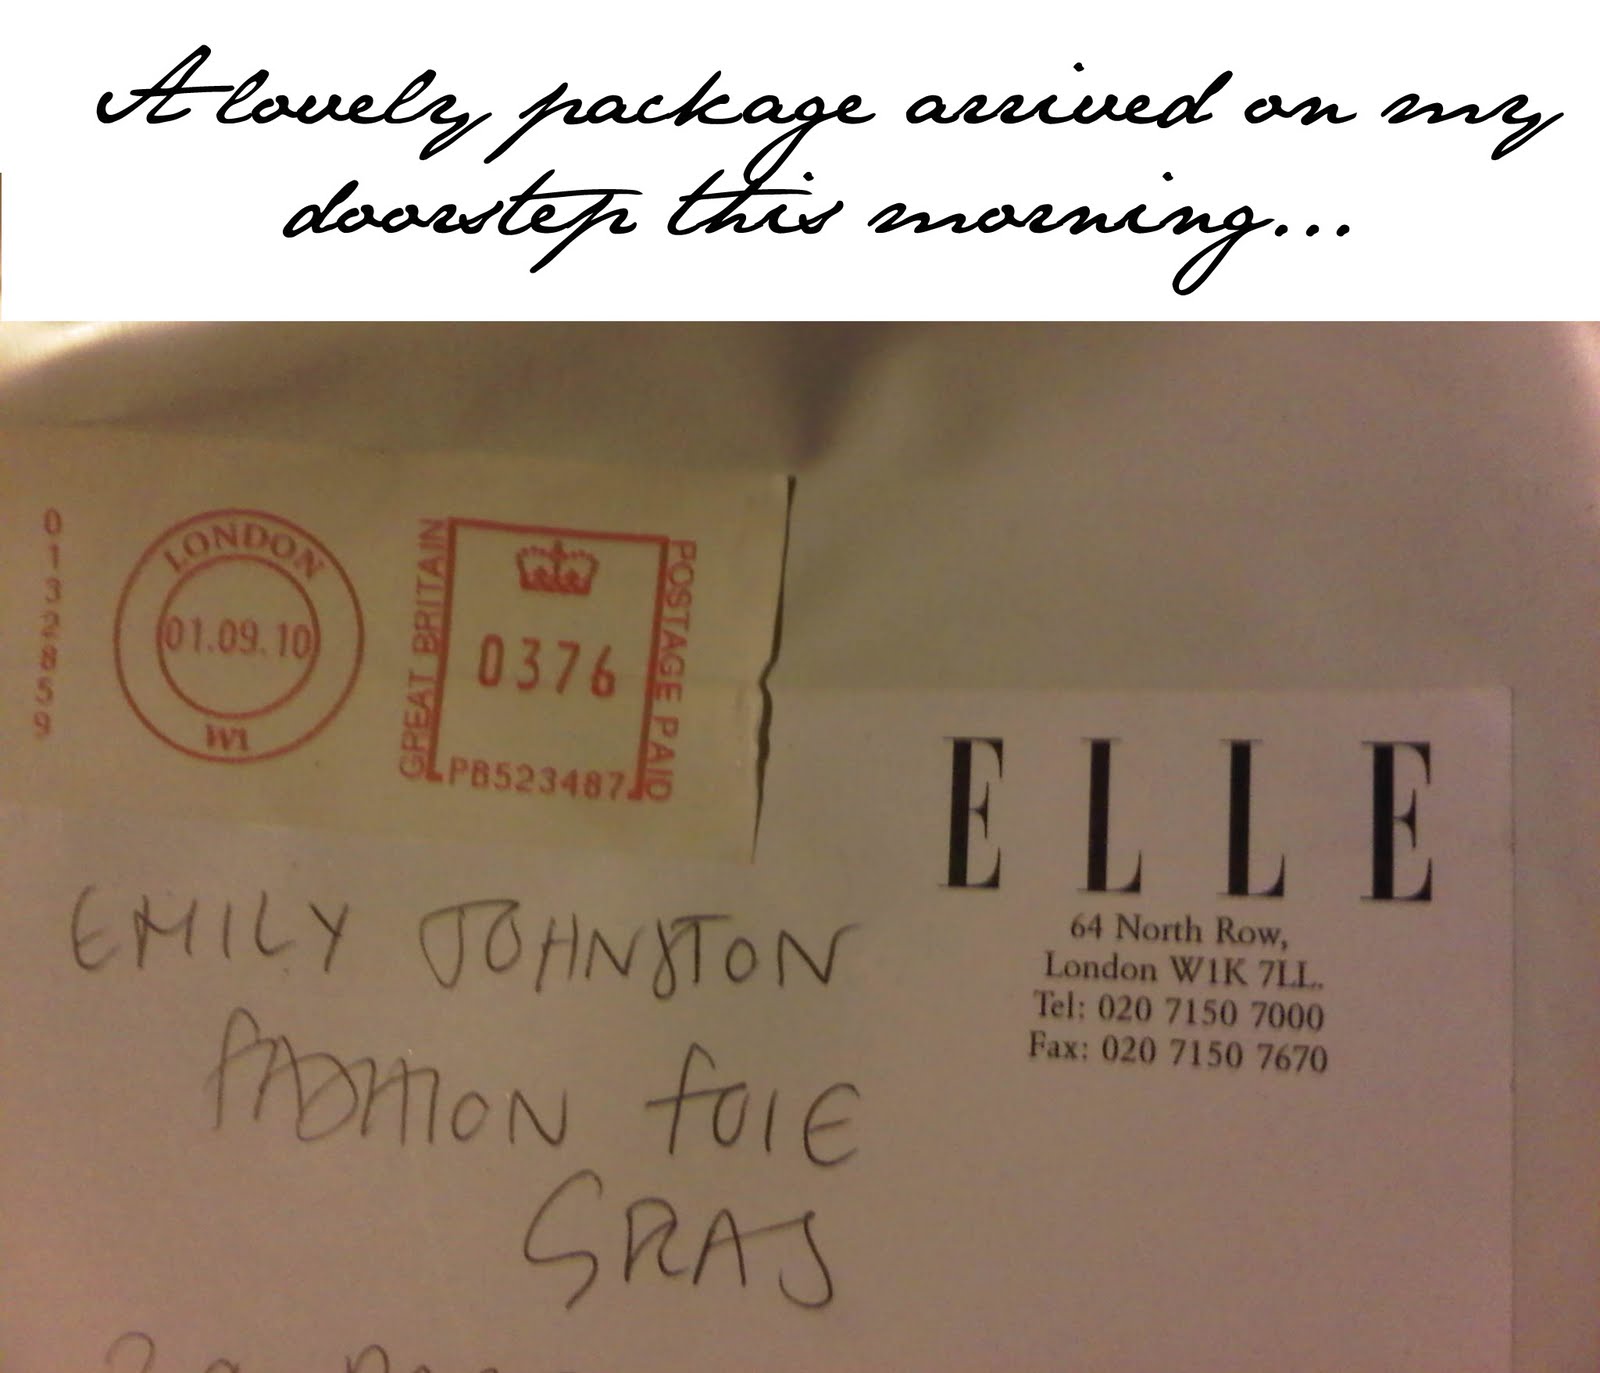 A lovely package arrived on my
doorstep this morning...
0132859
LONDON
01.09.10
W1
GREAT BRITAIN
0376
POSTAGE PAID
PB523487
ELLE
64 North Row,
London W1K 7LL.
Tel: 020 7150 7000
Fax: 020 7150 7670
EMILY JOHNSTON
FASHION FOIE
GRAS